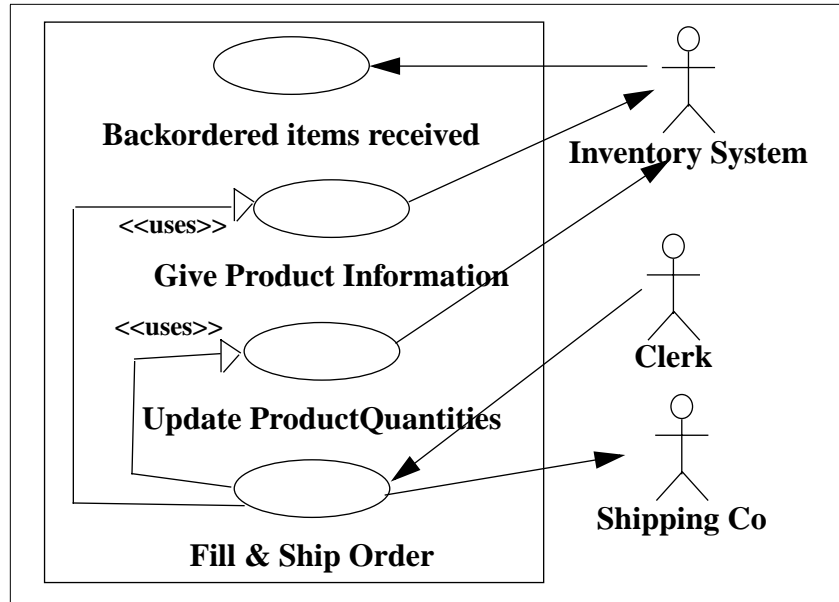 Backordered items received
Inventory System
<<uses>>
Give Product Information
<<uses>>
Clerk
Update ProductQuantities
Shipping Co
Fill & Ship Order